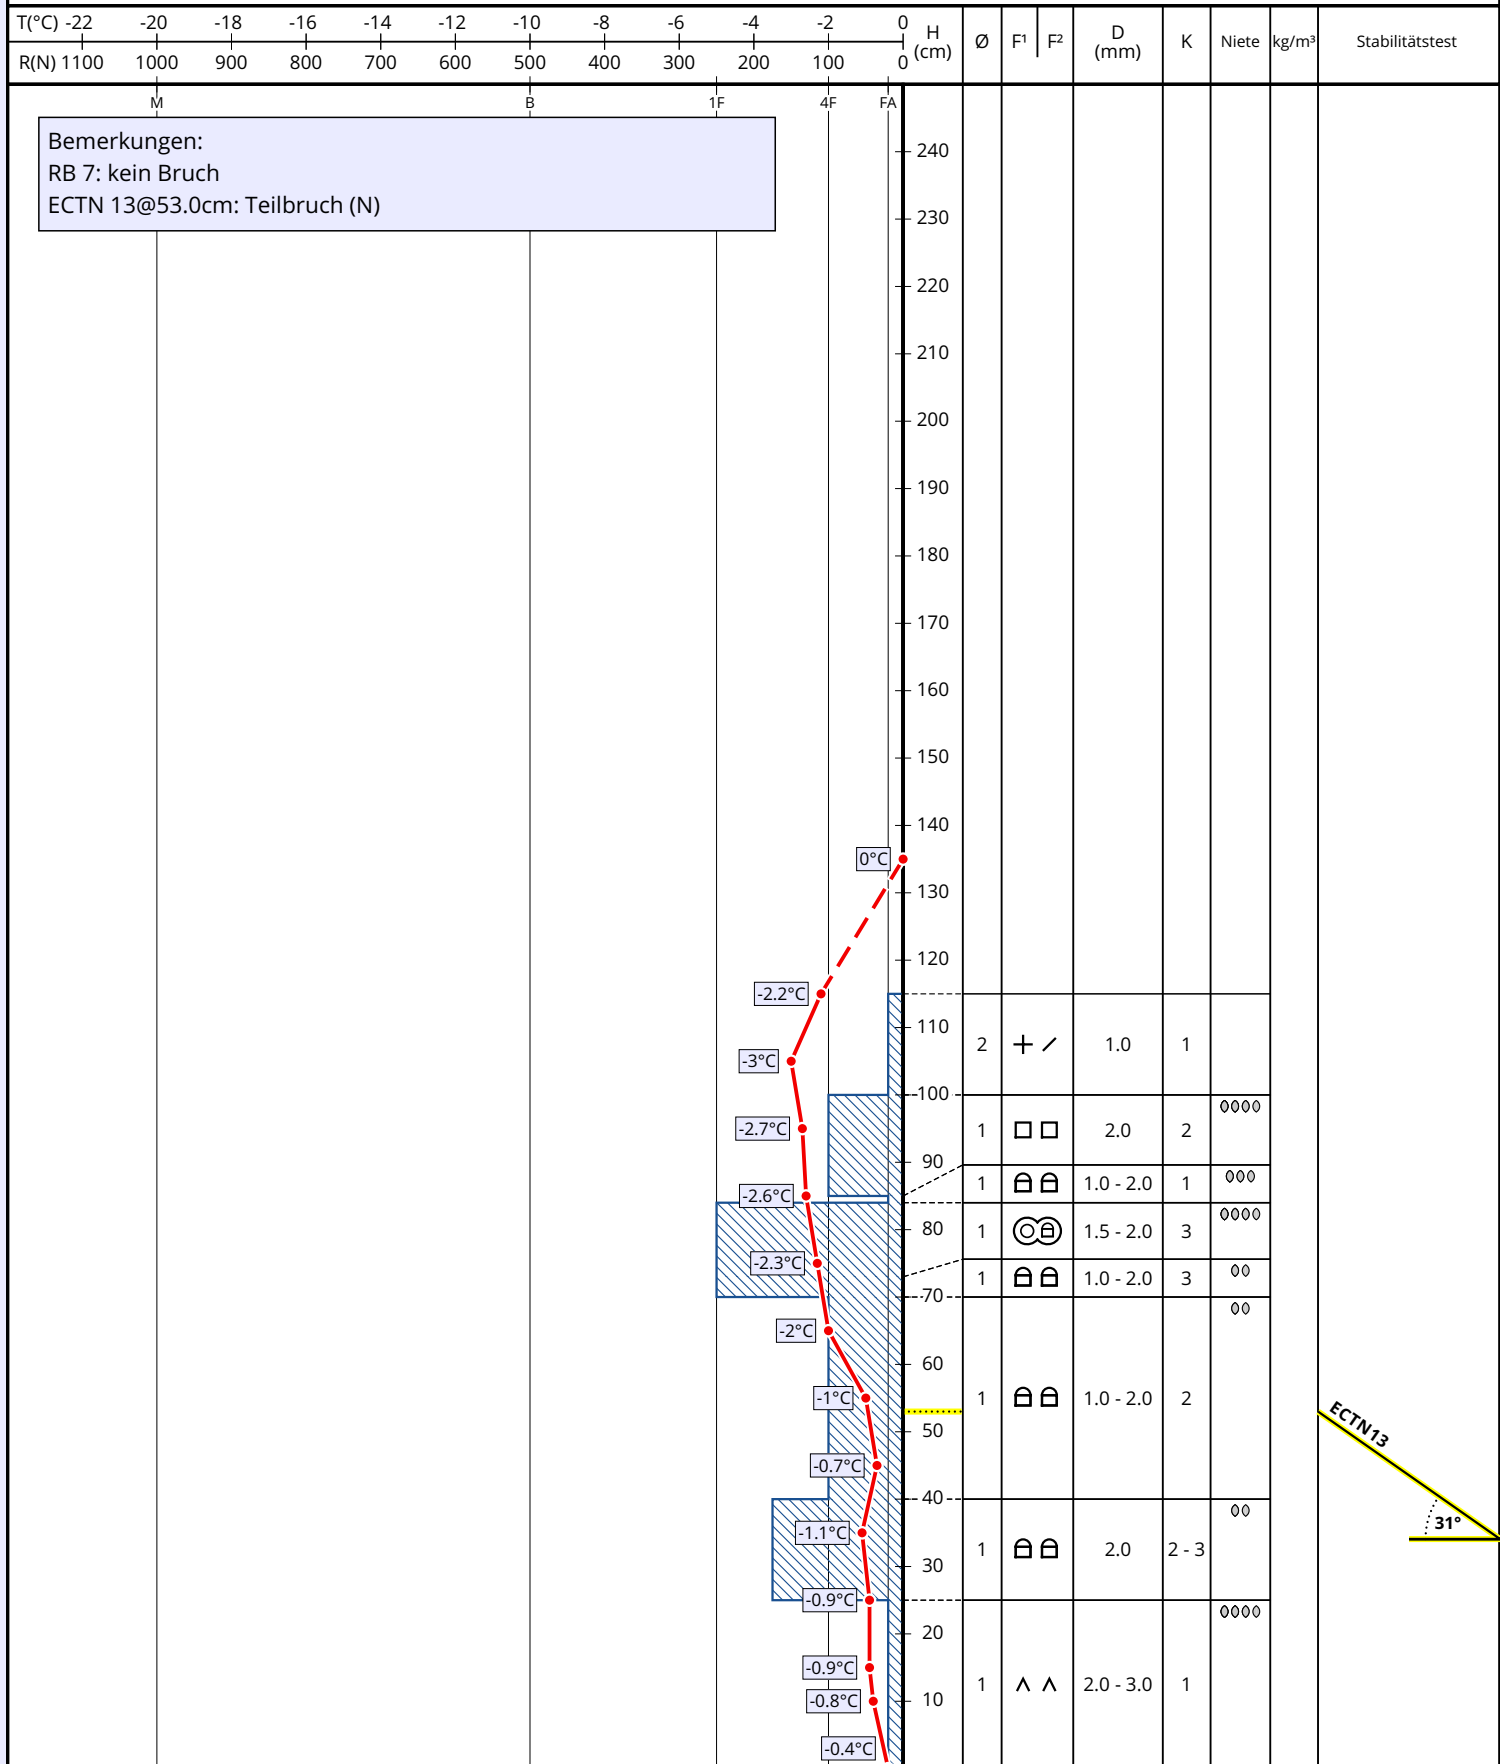 T(°C) -22 -20 -18 -16 -14 -12 -10 -8 -6 -4 -2 0
R(N) 1100 1000 900 800 700 600 500 400 300 200 100 0
H (cm) Ø F¹ F² D (mm) K Niete kg/m³ Stabilitätstest
M B 1F 4F FA
Bemerkungen:
RB 7: kein Bruch
ECTN 13@53.0cm: Teilbruch (N)
240
230
220
210
200
190
180
170
160
150
140
0°C
130
120
-2.2°C
110
2 + / 1.0 1
-3°C
100
-2.7°C 1 2.0 2
90
1 1.0 - 2.0 1
-2.6°C
80 1 1.5 - 2.0 3
-2.3°C
1 1.0 - 2.0 3
70
-2°C
60
-1°C 1 1.0 - 2.0 2
50
ECTN13
-0.7°C
40
31°
-1.1°C
1 2.0 2 - 3
30
-0.9°C
20
-0.9°C
1 2.0 - 3.0 1
-0.8°C 10
-0.4°C